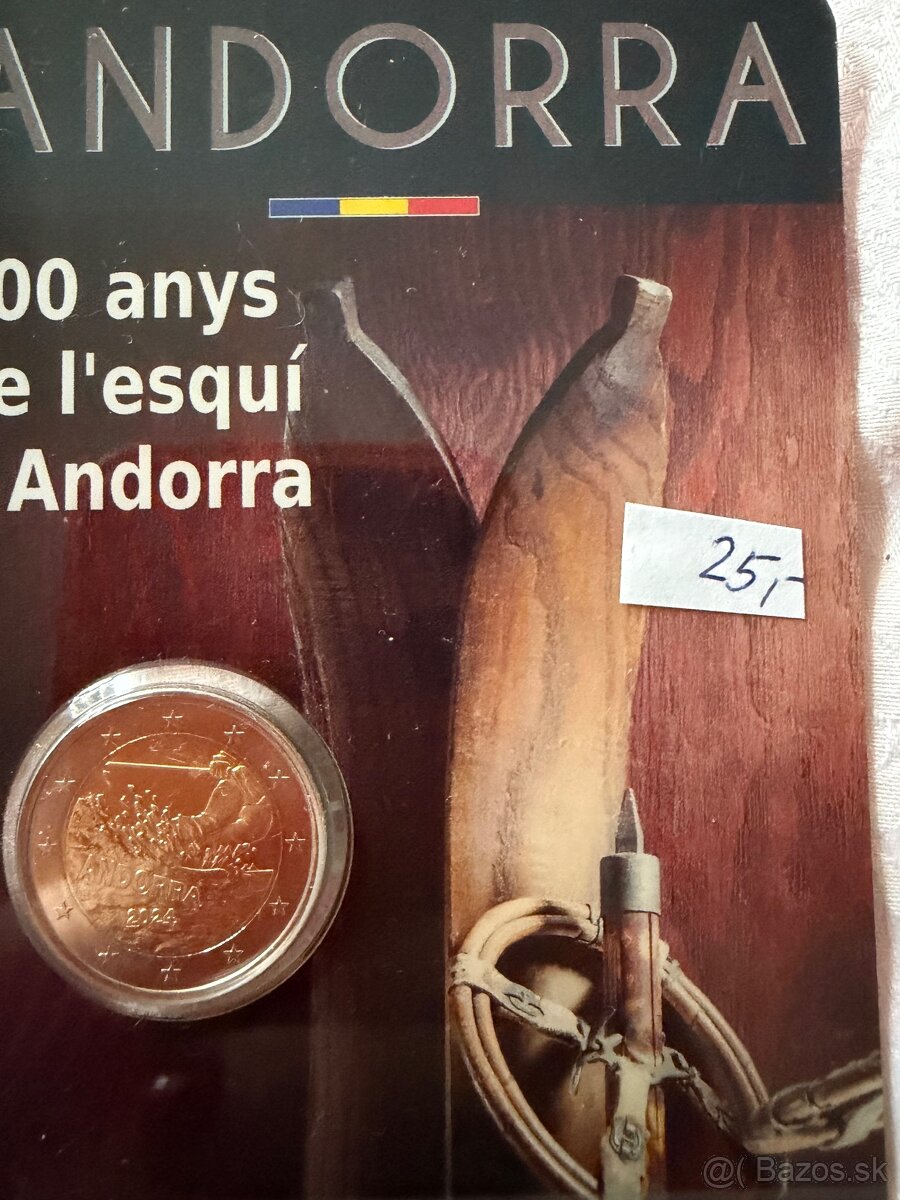 ANDORRA
00 anys
e l'esquí
Andorra
25,-
ANDORRA
2024
@( Bazos.sk